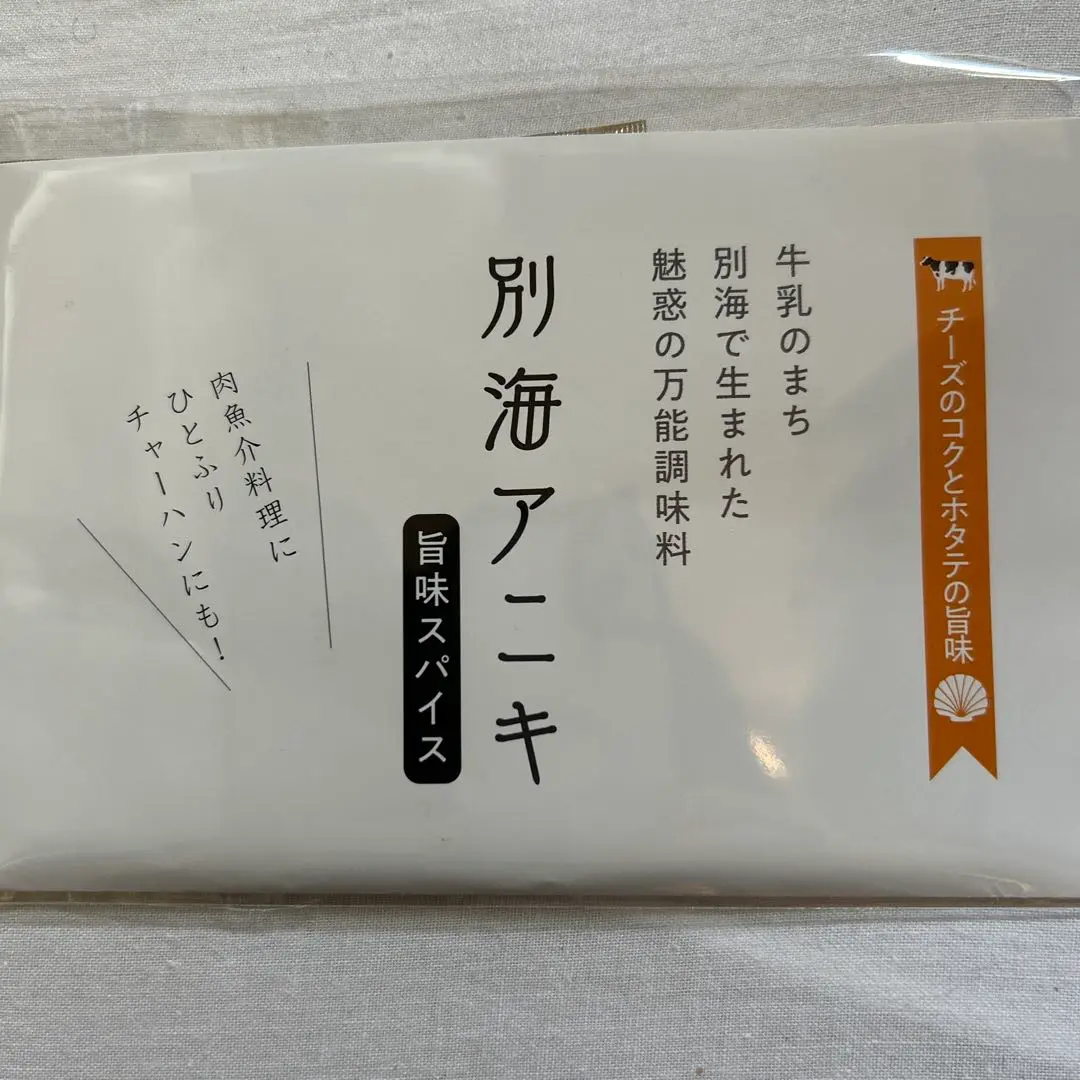 チーズのコクとホタテの旨味
牛乳のまち
別海で生まれた
魅惑の万能調味料
別海アニキ
旨味スパイス
肉魚介料理に
ひとふり
チャーハンにも！